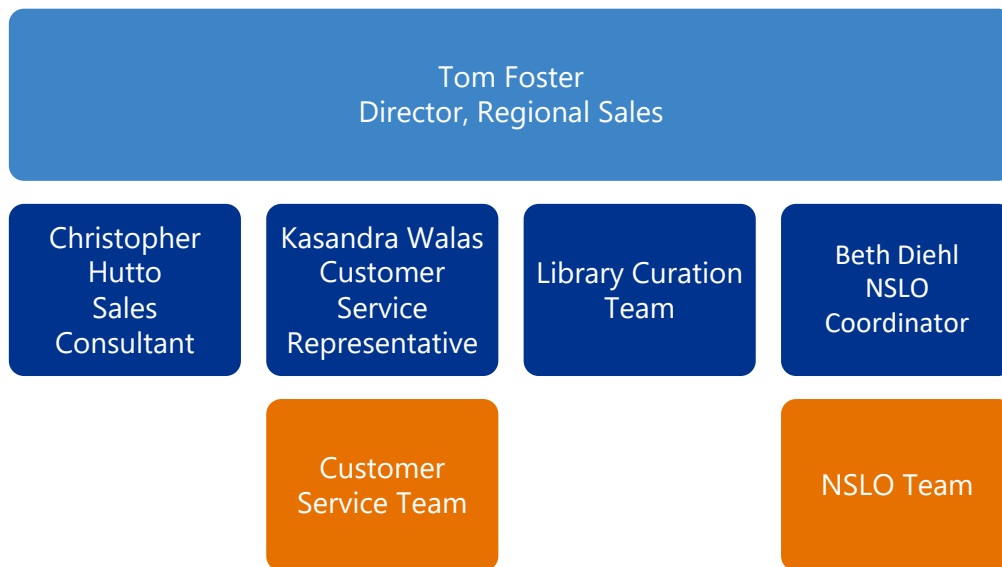 Tom Foster
Director, Regional Sales
Christopher
Hutto
Sales
Consultant
Kasandra Walas
Customer
Service
Representative
Library Curation
Team
Beth Diehl
NSLO
Coordinator
Customer
Service Team
NSLO Team